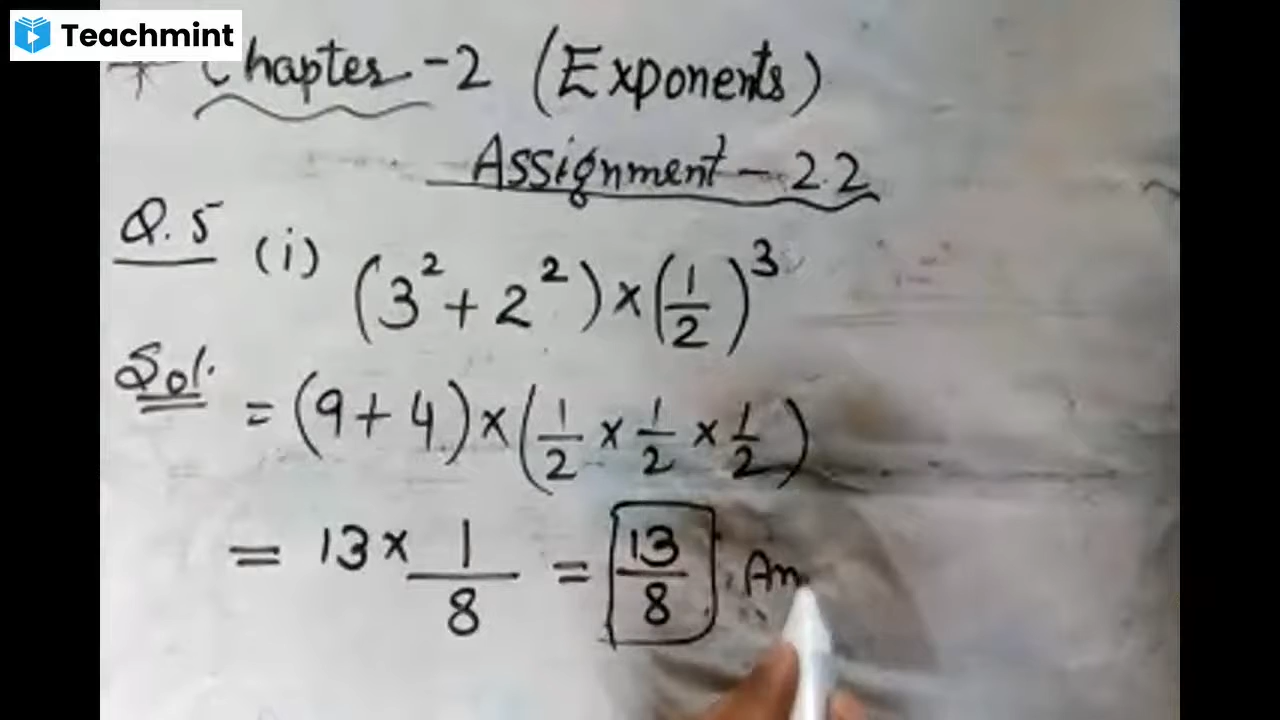 Teachmint
Chapter-2 (Exponents)
Assignment-2.2
Q.5 (i) (3² + 2²) × (1/2)³
Sol. = (9 + 4) × (1/2 × 1/2 × 1/2)
= 13 × 1/8 = 13/8 An